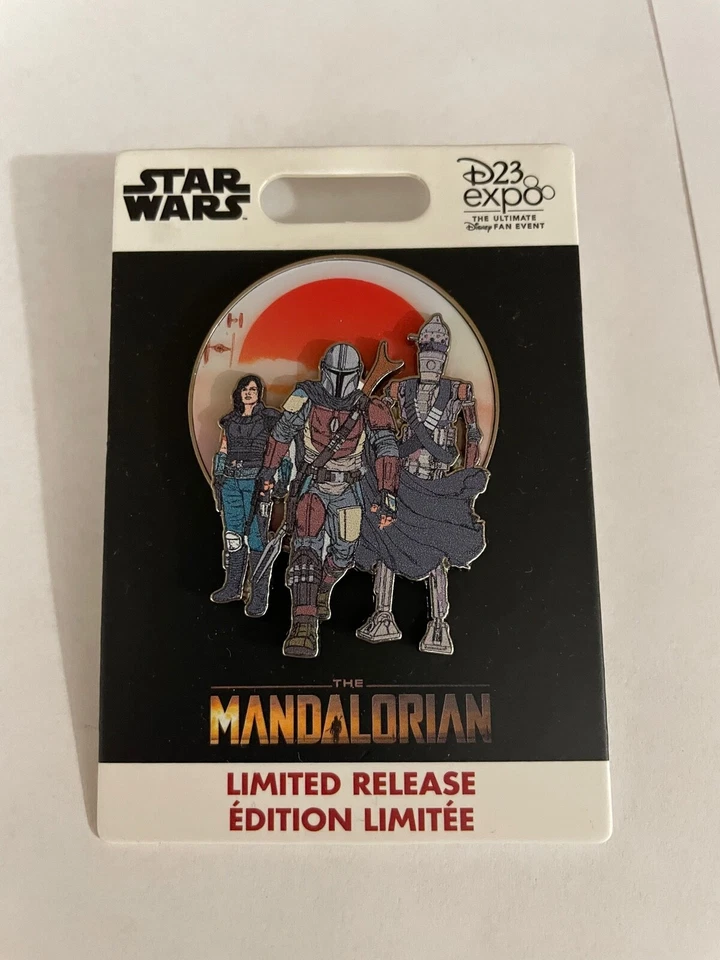 STAR
WARS
D23
expo
THE ULTIMATE
Disney FAN EVENT
THE
MANDALORIAN
LIMITED RELEASE
ÉDITION LIMITÉE